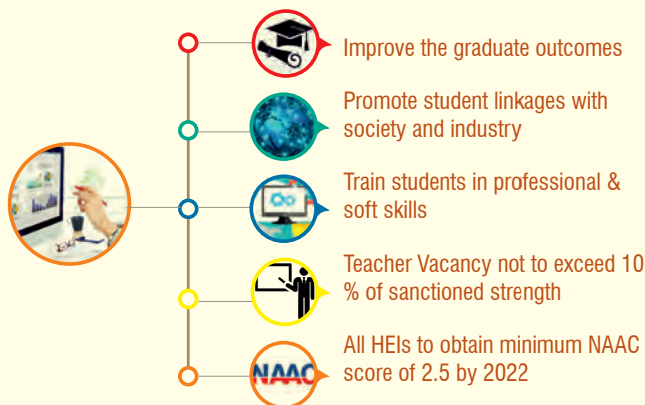 Improve the graduate outcomes
Promote student linkages with
society and industry
Train students in professional &
soft skills
Teacher Vacancy not to exceed 10
% of sanctioned strength
NAAC
All HEIs to obtain minimum NAAC
score of 2.5 by 2022